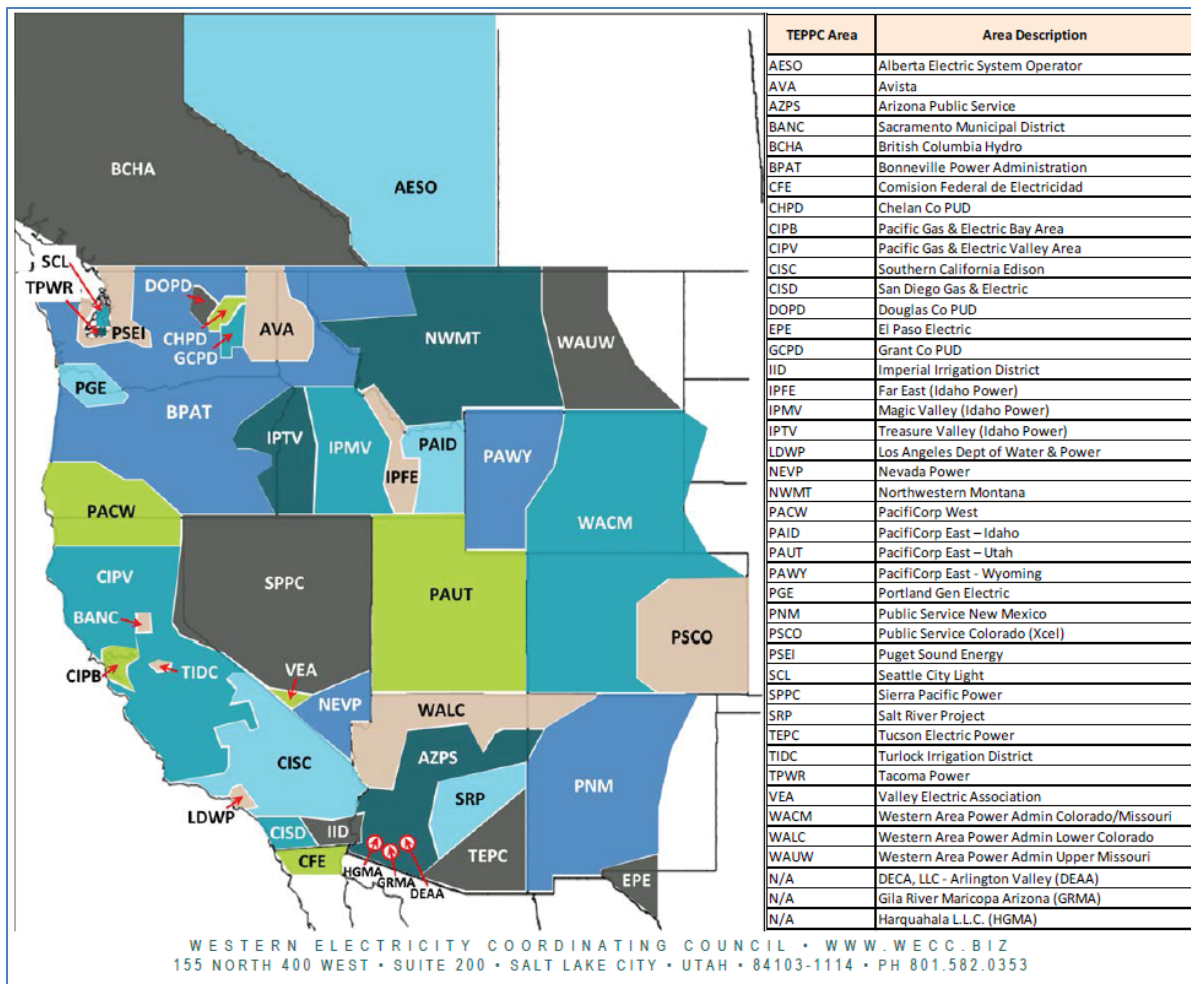 BCHA
AESO
SCL
TPWR
DOPD
PSEI
CHPD
GCPD
AVA
NWMT
WAUW
PGE
BPAT
IPTV
IPMV
PAID
IPFE
PAWY
PACW
WACM
CIPV
SPPC
PAUT
BANC
PSCO
CIPB
TIDC
VEA
NEVP
WALC
CISC
AZPS
SRP
PNM
LDWP
CISD
IID
TEPC
CFE
HGMA
GRMA
DEAA
EPE
TEPPC Area Area Description
AESO Alberta Electric System Operator
AVA Avista
AZPS Arizona Public Service
BANC Sacramento Municipal District
BCHA British Columbia Hydro
BPAT Bonneville Power Administration
CFE Comision Federal de Electricidad
CHPD Chelan Co PUD
CIPB Pacific Gas & Electric Bay Area
CIPV Pacific Gas & Electric Valley Area
CISC Southern California Edison
CISD San Diego Gas & Electric
DOPD Douglas Co PUD
EPE El Paso Electric
GCPD Grant Co PUD
IID Imperial Irrigation District
IPFE Far East (Idaho Power)
IPMV Magic Valley (Idaho Power)
IPTV Treasure Valley (Idaho Power)
LDWP Los Angeles Dept of Water & Power
NEVP Nevada Power
NWMT Northwestern Montana
PACW PacifiCorp West
PAID PacifiCorp East – Idaho
PAUT PacifiCorp East – Utah
PAWY PacifiCorp East - Wyoming
PGE Portland Gen Electric
PNM Public Service New Mexico
PSCO Public Service Colorado (Xcel)
PSEI Puget Sound Energy
SCL Seattle City Light
SPPC Sierra Pacific Power
SRP Salt River Project
TEPC Tucson Electric Power
TIDC Turlock Irrigation District
TPWR Tacoma Power
VEA Valley Electric Association
WACM Western Area Power Admin Colorado/Missouri
WALC Western Area Power Admin Lower Colorado
WAUW Western Area Power Admin Upper Missouri
N/A DECA, LLC - Arlington Valley (DEAA)
N/A Gila River Maricopa Arizona (GRMA)
N/A Harquahala L.L.C. (HGMA)
WESTERN ELECTRICITY COORDINATING COUNCIL • WWW.WECC.BIZ
155 NORTH 400 WEST • SUITE 200 • SALT LAKE CITY • UTAH • 84103-1114 • PH 801.582.0353